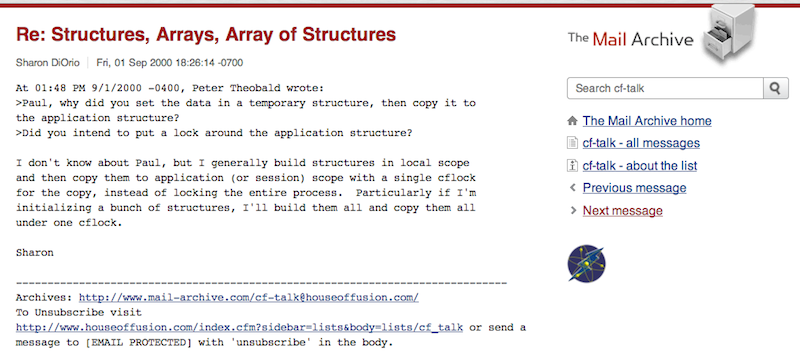 Re: Structures, Arrays, Array of Structures
Sharon DiOrio Fri, 01 Sep 2000 18:26:14 -0700
At 01:48 PM 9/1/2000 -0400, Peter Theobald wrote:
>Paul, why did you set the data in a temporary structure, then copy it to
the application structure?
>Did you intend to put a lock around the application structure?
I don't know about Paul, but I generally build structures in local scope
and then copy them to application (or session) scope with a single cflock
for the copy, instead of locking the entire process.  Particularly if I'm
initializing a bunch of structures, I'll build them all and copy them all
under one cflock.
Sharon
------------------------------------------------------------------------------
Archives: http://www.mail-archive.com/cf-talk@houseoffusion.com/
To Unsubscribe visit
http://www.houseoffusion.com/index.cfm?sidebar=lists&body=lists/cf_talk or send a
message to [EMAIL PROTECTED] with 'unsubscribe' in the body.
The Mail Archive
Search cf-talk
The Mail Archive home
cf-talk - all messages
cf-talk - about the list
Previous message
Next message